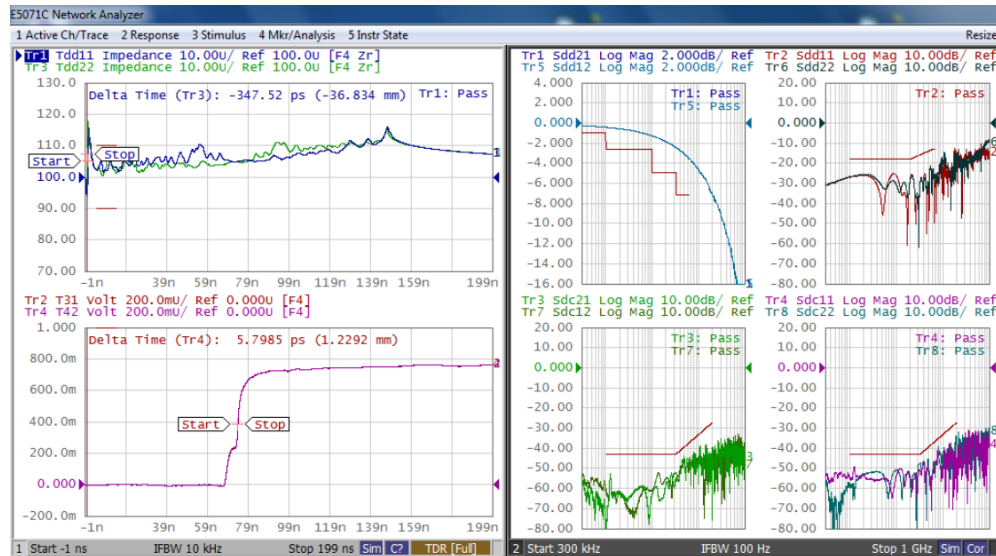 E5071C Network Analyzer
1 Active Ch/Trace 2 Response 3 Stimulus 4 Mkr/Analysis 5 Instr State
Resize
Tr1 Tdd11 Impedance 10.00U/ Ref 100.0U [F4 Zr]
Tr3 Tdd22 Impedance 10.00U/ Ref 100.0U [F4 Zr]
130.0
Delta Time (Tr3): -347.52 ps (-36.834 mm) Tr1: Pass
120.0
110.0
Start Stop
100.0
90.00
80.00
70.00
-1n 19n 39n 59n 79n 99n 119n 139n 159n 199n
Tr2 T31 Volt 200.0mU/ Ref 0.000U [F4]
Tr4 T42 Volt 200.0mU/ Ref 0.000U [F4]
1.000
Delta Time (Tr4): 5.7985 ps (1.2292 mm)
800.0m
600.0m
400.0m
Start Stop
200.0m
0.000
-200.0m
-1n 19n 39n 59n 79n 99n 119n 139n 159n 199n
1 Start -1 ns IFBW 10 kHz Stop 199 ns Sim C? TDR [Full]
Tr1 Sdd21 Log Mag 2.000dB/ Ref
Tr5 Sdd12 Log Mag 2.000dB/ Ref
4.000
Tr1: Pass
2.000
Tr5: Pass
0.000
-2.000
-4.000
-6.000
-8.000
-10.00
-12.00
-14.00
-16.00
Tr2 Sdd11 Log Mag 10.00dB/ Ref
Tr6 Sdd22 Log Mag 10.00dB/ Ref
20.00
Tr2: Pass
10.00
0.000
-10.00
-20.00
-30.00
-40.00
-50.00
-60.00
-70.00
-80.00
6
2
Tr3 Sdc21 Log Mag 10.00dB/ Ref
Tr7 Sdc12 Log Mag 10.00dB/ Ref
20.00
Tr3: Pass
10.00
Tr7: Pass
0.000
-10.00
-20.00
-30.00
-40.00
-50.00
-60.00
-70.00
-80.00
3
7
Tr4 Sdc11 Log Mag 10.00dB/ Ref
Tr8 Sdc22 Log Mag 10.00dB/ Ref
20.00
Tr4: Pass
10.00
Tr8: Pass
0.000
-10.00
-20.00
-30.00
-40.00
-50.00
-60.00
-70.00
-80.00
8
4
2 Start 300 kHz IFBW 100 Hz Stop 1 GHz Sim Cor